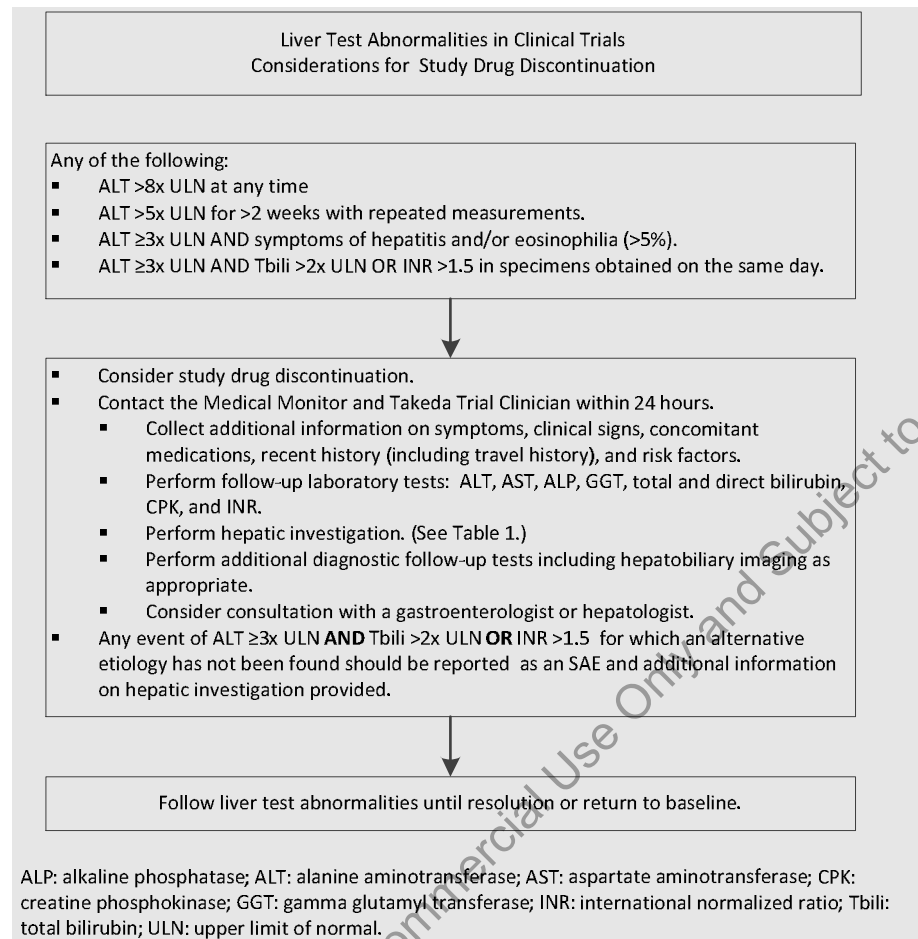 Liver Test Abnormalities in Clinical Trials
Considerations for Study Drug Discontinuation
Any of the following:
▪ ALT >8x ULN at any time
▪ ALT >5x ULN for >2 weeks with repeated measurements.
▪ ALT ≥3x ULN AND symptoms of hepatitis and/or eosinophilia (>5%).
▪ ALT ≥3x ULN AND Tbili >2x ULN OR INR >1.5 in specimens obtained on the same day.
▪ Consider study drug discontinuation.
▪ Contact the Medical Monitor and Takeda Trial Clinician within 24 hours.
▪ Collect additional information on symptoms, clinical signs, concomitant
medications, recent history (including travel history), and risk factors.
▪ Perform follow-up laboratory tests: ALT, AST, ALP, GGT, total and direct bilirubin,
CPK, and INR.
▪ Perform hepatic investigation. (See Table 1.)
▪ Perform additional diagnostic follow-up tests including hepatobiliary imaging as
appropriate.
▪ Consider consultation with a gastroenterologist or hepatologist.
▪ Any event of ALT ≥3x ULN AND Tbili >2x ULN OR INR >1.5 for which an alternative
etiology has not been found should be reported as an SAE and additional information
on hepatic investigation provided.
Follow liver test abnormalities until resolution or return to baseline.
ALP: alkaline phosphatase; ALT: alanine aminotransferase; AST: aspartate aminotransferase; CPK:
creatine phosphokinase; GGT: gamma glutamyl transferase; INR: international normalized ratio; Tbili:
total bilirubin; ULN: upper limit of normal.
ommercial Use Only and Subject to